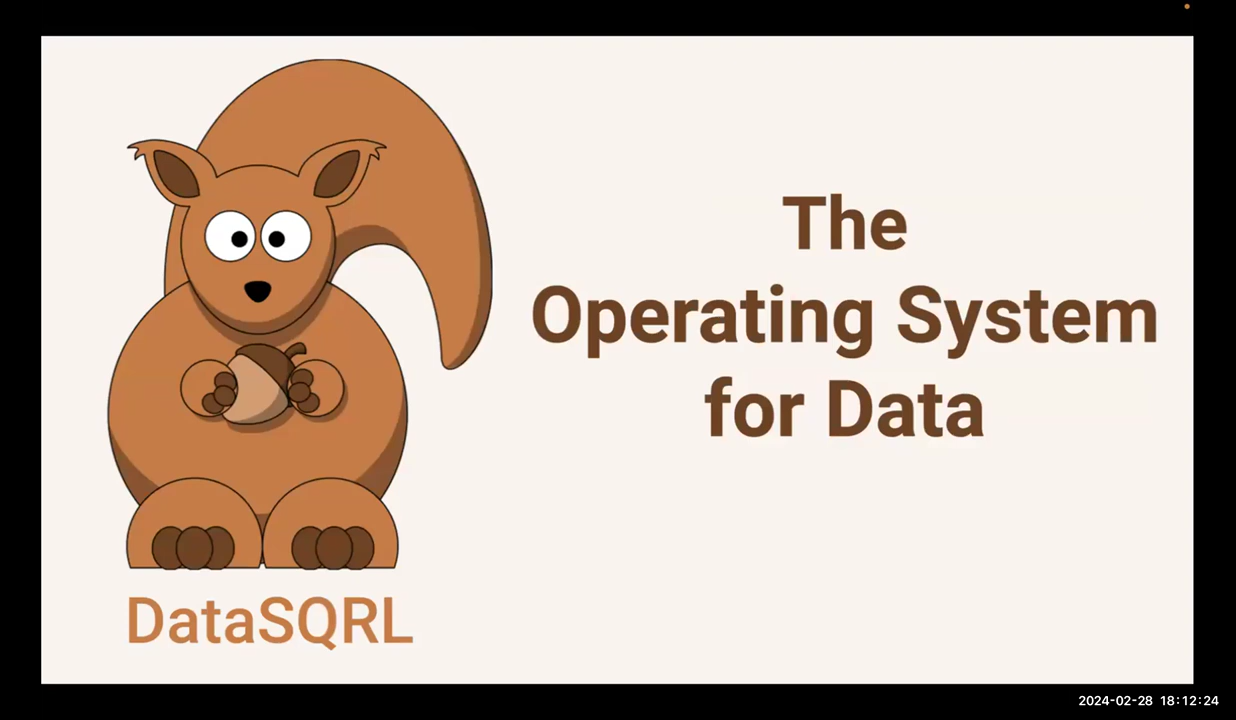 The
Operating System
for Data
DataSQRL
2024-02-28 18:12:24